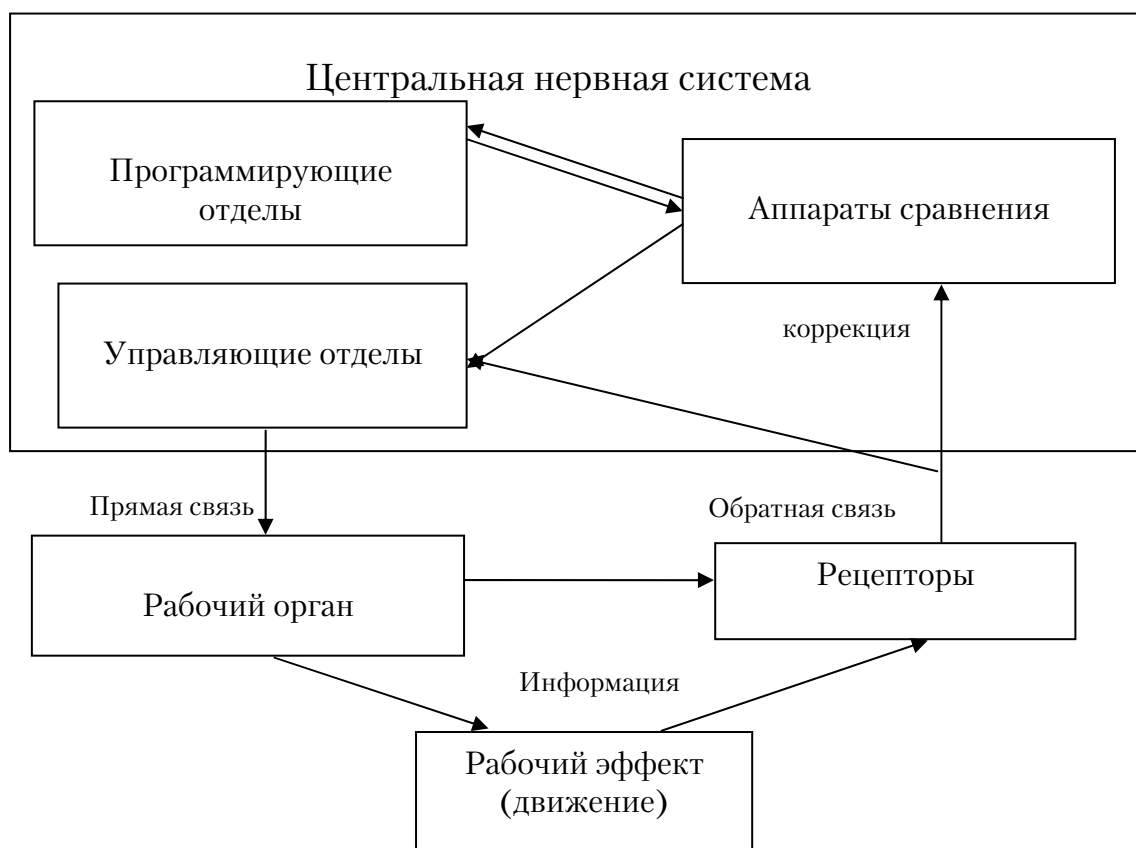 Центральная нервная система
Программирующие
отделы
Аппараты сравнения
коррекция
Управляющие отделы
Прямая связь
Обратная связь
Рабочий орган
Рецепторы
Информация
Рабочий эффект
(движение)